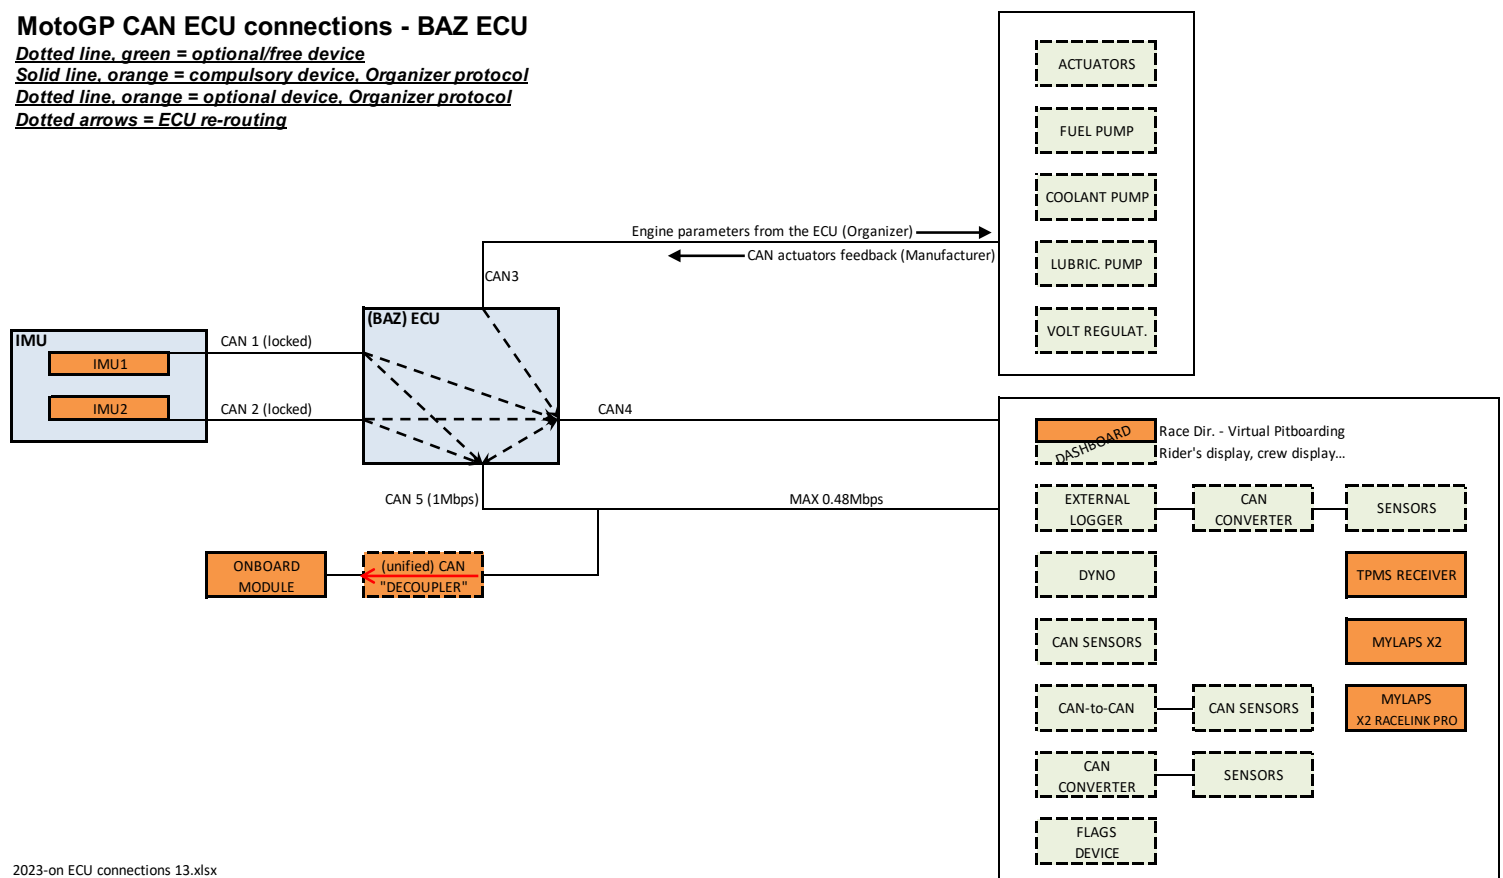 MotoGP CAN ECU connections - BAZ ECU
Dotted line, green = optional/free device
Solid line, orange = compulsory device, Organizer protocol
Dotted line, orange = optional device, Organizer protocol
Dotted arrows = ECU re-routing
ACTUATORS
FUEL PUMP
COOLANT PUMP
LUBRIC. PUMP
VOLT REGULAT.
Engine parameters from the ECU (Organizer)
CAN actuators feedback (Manufacturer)
CAN3
(BAZ) ECU
IMU
IMU1
IMU2
CAN 1 (locked)
CAN 2 (locked)
CAN4
CAN 5 (1Mbps)
MAX 0.48Mbps
ONBOARD
MODULE
(unified) CAN
"DECOUPLER"
DASHBOARD
Race Dir. - Virtual Pitboarding
Rider's display, crew display...
EXTERNAL
LOGGER
CAN
CONVERTER
SENSORS
DYNO
TPMS RECEIVER
CAN SENSORS
MYLAPS X2
CAN-to-CAN
CAN SENSORS
MYLAPS
X2 RACELINK PRO
CAN
CONVERTER
SENSORS
FLAGS
DEVICE
2023-on ECU connections 13.xlsx